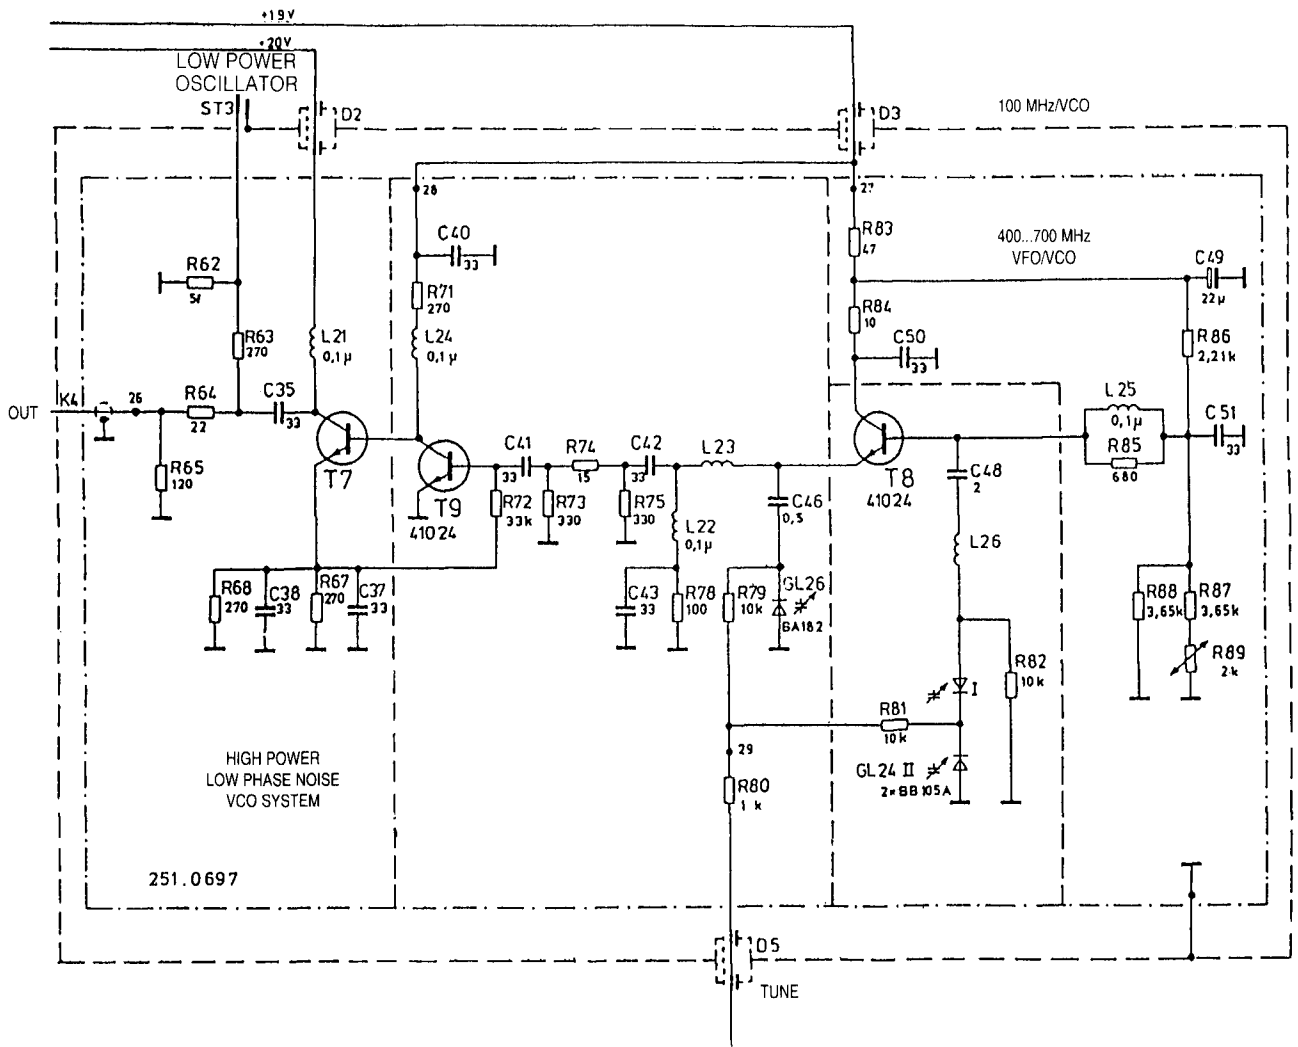 +19V
+20V
LOW POWER
OSCILLATOR
ST3
D2
D3
100 MHz/VCO
28
27
R83
47
C40
33
400...700 MHz
VFO/VCO
C49
22µ
R62
R71
270
R84
10
R63
270
L21
0,1µ
L24
0,1µ
C50
33
R86
2,21k
OUT
K4
26
R64
22
C35
33
L25
0,1µ
C51
33
R85
680
R65
120
T7
T9
41024
C41
33
R74
15
C42
33
L23
T8
41024
C48
2
R72
33k
R73
330
R75
330
C46
0,5
L22
0,1µ
L26
R68
270
C38
33
R67
270
C37
33
C43
33
R78
100
R79
10k
GL26
BA182
R88
3,65k
R87
3,65k
R89
2k
I
R82
10k
R81
10k
29
GL24 II
2xBB105A
R80
1k
HIGH POWER
LOW PHASE NOISE
VCO SYSTEM
251.0697
D5
TUNE